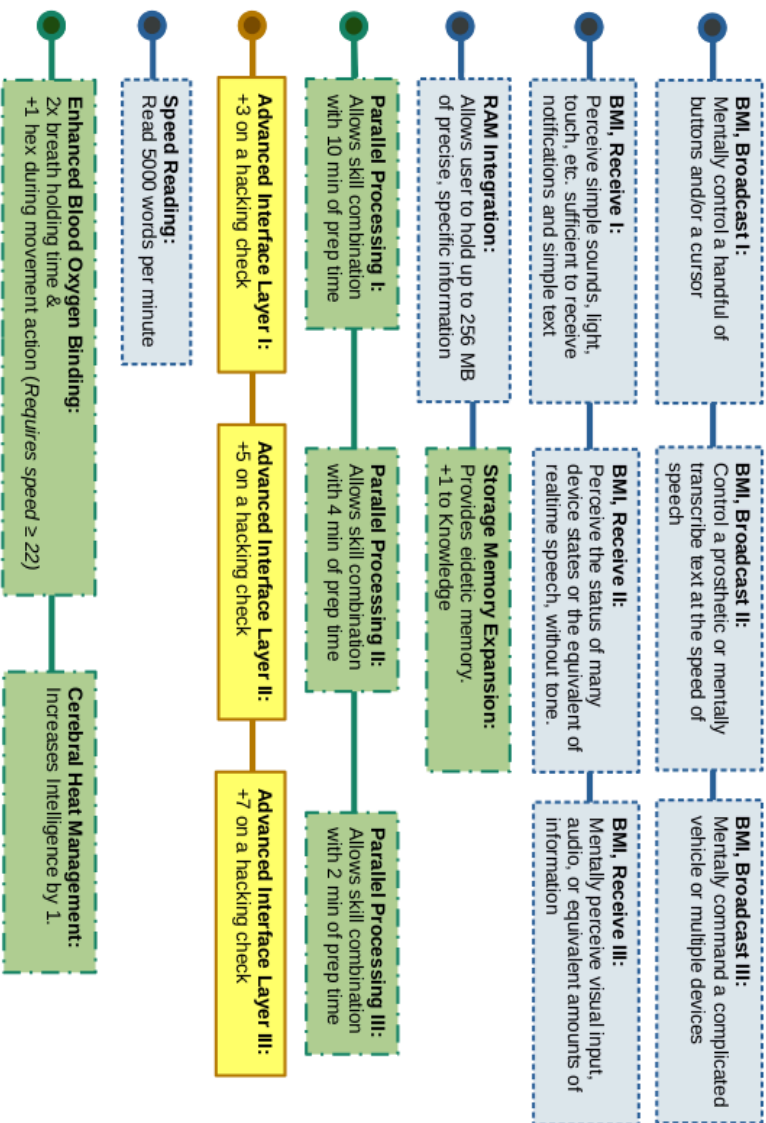 BMI, Broadcast I:
Mentally control a handful of
buttons and/or a cursor
BMI, Broadcast II:
Control a prosthetic or mentally
transcribe text at the speed of
speech
BMI, Broadcast III:
Mentally command a complicated
vehicle or multiple devices
BMI, Receive I:
Perceive simple sounds, light,
touch, etc. sufficient to receive
notifications and simple text
BMI, Receive II:
Perceive the status of many
device states or the equivalent of
realtime speech, without tone.
BMI, Receive III:
Mentally perceive visual input,
audio, or equivalent amounts of
information
RAM Integration:
Allows user to hold up to 256 MB
of precise, specific information
Storage Memory Expansion:
Provides eidetic memory.
+1 to Knowledge
Parallel Processing I:
Allows skill combination
with 10 min of prep time
Parallel Processing II:
Allows skill combination
with 4 min of prep time
Parallel Processing III:
Allows skill combination
with 2 min of prep time
Advanced Interface Layer I:
+3 on a hacking check
Advanced Interface Layer II:
+5 on a hacking check
Advanced Interface Layer III:
+7 on a hacking check
Speed Reading:
Read 5000 words per minute
Enhanced Blood Oxygen Binding:
2x breath holding time &
+1 hex during movement action (Requires speed ≥ 22)
Cerebral Heat Management:
Increases Intelligence by 1.